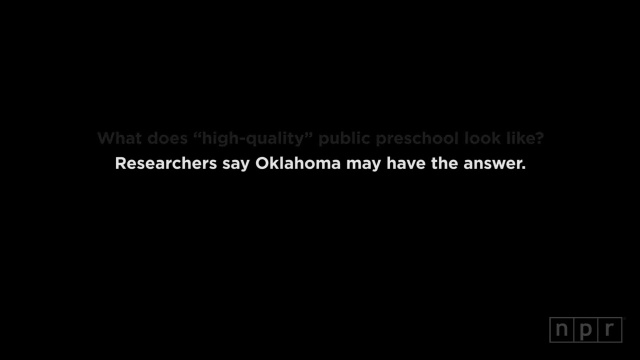 What does “high-quality” public preschool look like?
Researchers say Oklahoma may have the answer.
npr